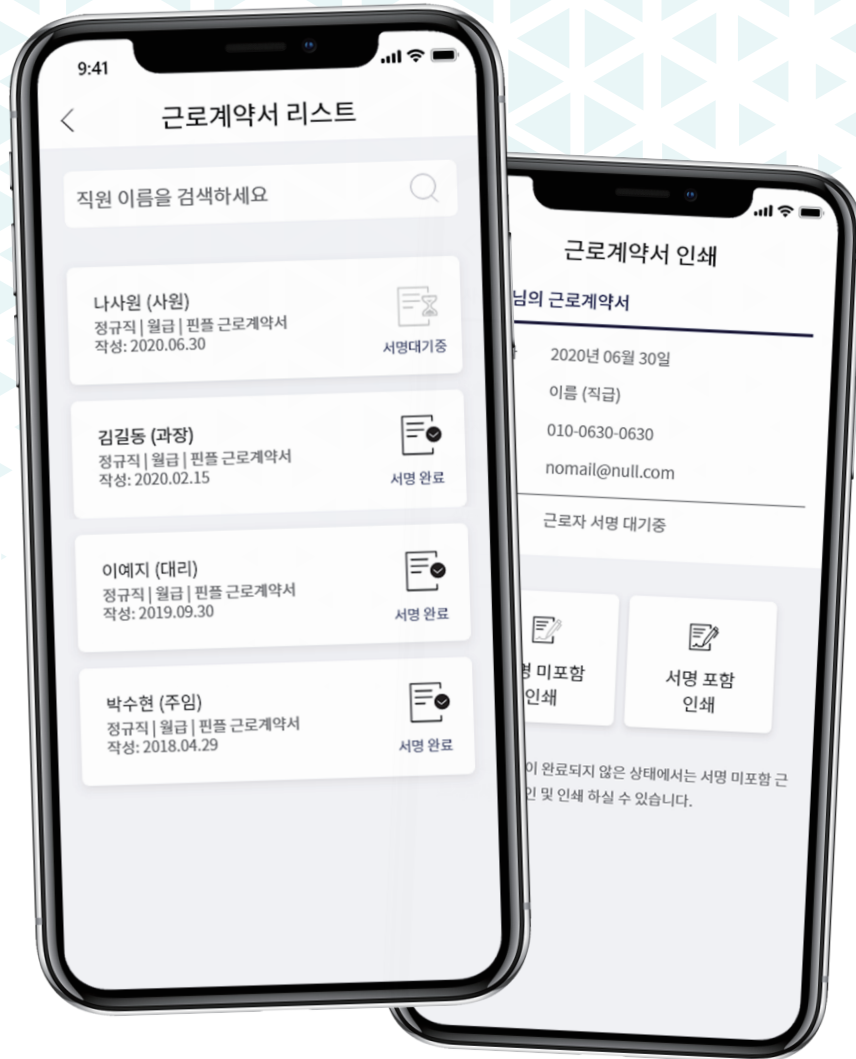 9:41
근로계약서 리스트
직원 이름을 검색하세요
나사원 (사원)
정규직 | 월급 | 핀플 근로계약서
작성: 2020.06.30
서명대기중
김길동 (과장)
정규직 | 월급 | 핀플 근로계약서
작성: 2020.02.15
서명 완료
이예지 (대리)
정규직 | 월급 | 핀플 근로계약서
작성: 2019.09.30
서명 완료
박수현 (주임)
정규직 | 월급 | 핀플 근로계약서
작성: 2018.04.29
서명 완료
근로계약서 인쇄
님의 근로계약서
2020년 06월 30일
이름 (직급)
010-0630-0630
nomail@null.com
근로자 서명 대기중
미포함
인쇄
서명 포함
인쇄
이 완료되지 않은 상태에서는 서명 미포함 근
인 및 인쇄 하실 수 있습니다.